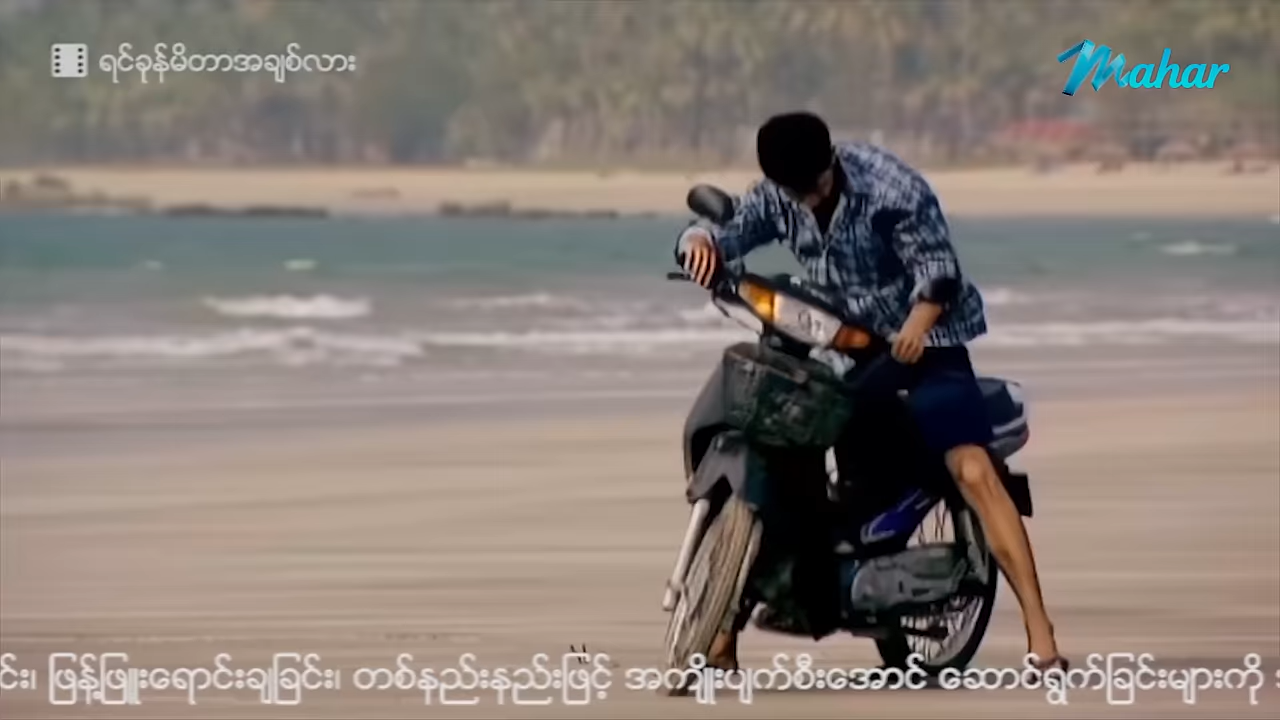 ရင်ခုန်မိတာအချစ်လား
Mahar
ဖြန့်ဖြူးရောင်းချခြင်း၊ တစ်နည်းနည်းဖြင့် အကျိုးပျက်စီးအောင် ဆောင်ရွက်ခြင်းများကို